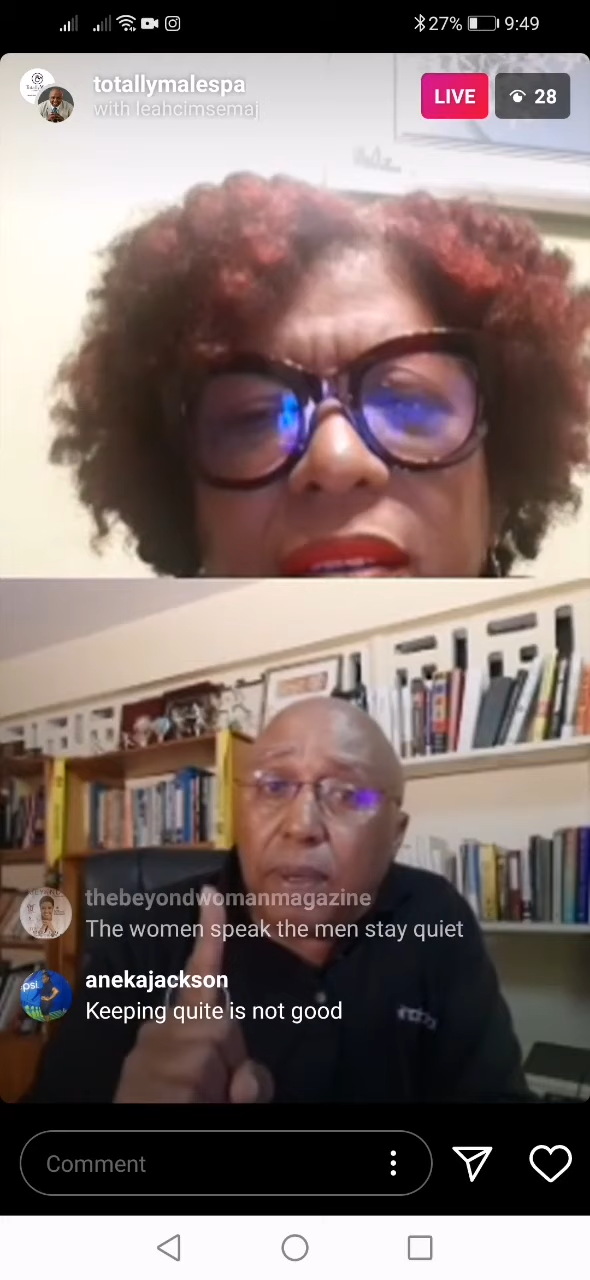 27% 9:49
totallymalespa
with leahcimsemaj
LIVE 28
thebeyondwomanmagazine
The women speak the men stay quiet
anekajackson
Keeping quite is not good
Comment